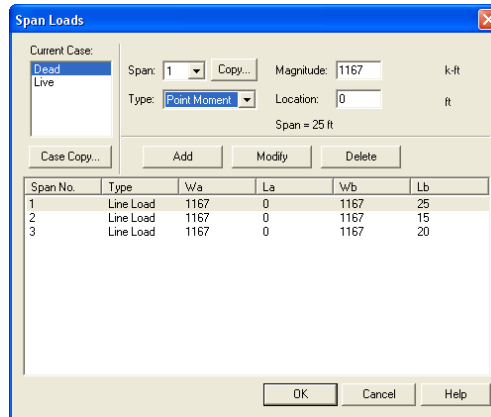 Span Loads
Current Case:
Dead
Live
Span: 1 Copy... Magnitude: 1167 k-ft
Type: Point Moment Location: 0 ft
Span = 25 ft
Case Copy... Add Modify Delete
Span No. Type Wa La Wb Lb
1 Line Load 1167 0 1167 25
2 Line Load 1167 0 1167 15
3 Line Load 1167 0 1167 20
OK Cancel Help